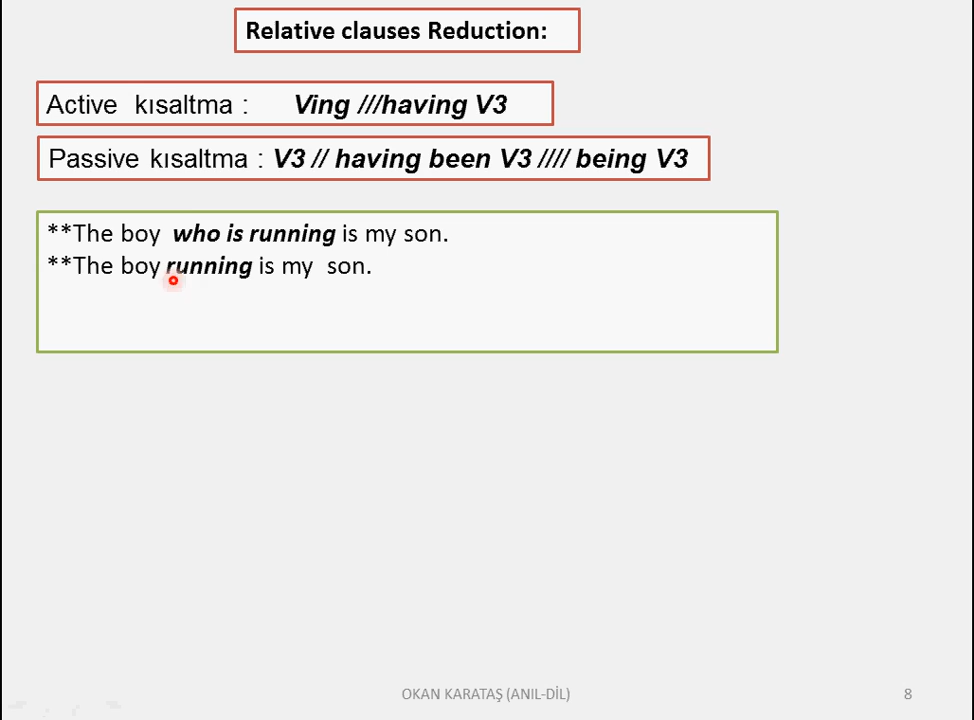 Relative clauses Reduction:
Active kısaltma : Ving ///having V3
Passive kısaltma : V3 // having been V3 //// being V3
**The boy who is running is my son.
**The boy running is my son.
OKAN KARATAŞ (ANIL-DİL)
8